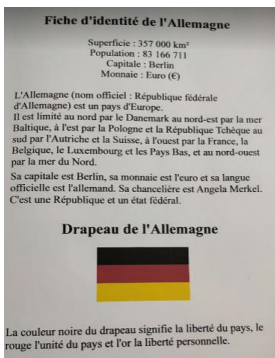 Fiche d'identité de l'Allemagne
Superficie : 357 000 km²
Population : 83 166 711
Capitale : Berlin
Monnaie : Euro (€)
L'Allemagne (nom officiel : République fédérale
d'Allemagne) est un pays d'Europe.
Il est limité au nord par le Danemark au nord-est par la mer
Baltique, à l'est par la Pologne et la République Tchèque au
sud par l'Autriche et la Suisse, à l'ouest par la France, la
Belgique, le Luxembourg et les Pays Bas, et au nord-ouest
par la mer du Nord.
Sa capitale est Berlin, sa monnaie est l'euro et sa langue
officielle est l'allemand. Sa chancelière est Angela Merkel.
C'est une République et un état fédéral.
Drapeau de l'Allemagne
La couleur noire du drapeau signifie la liberté du pays, le
rouge l'unité du pays et l'or la liberté personnelle.